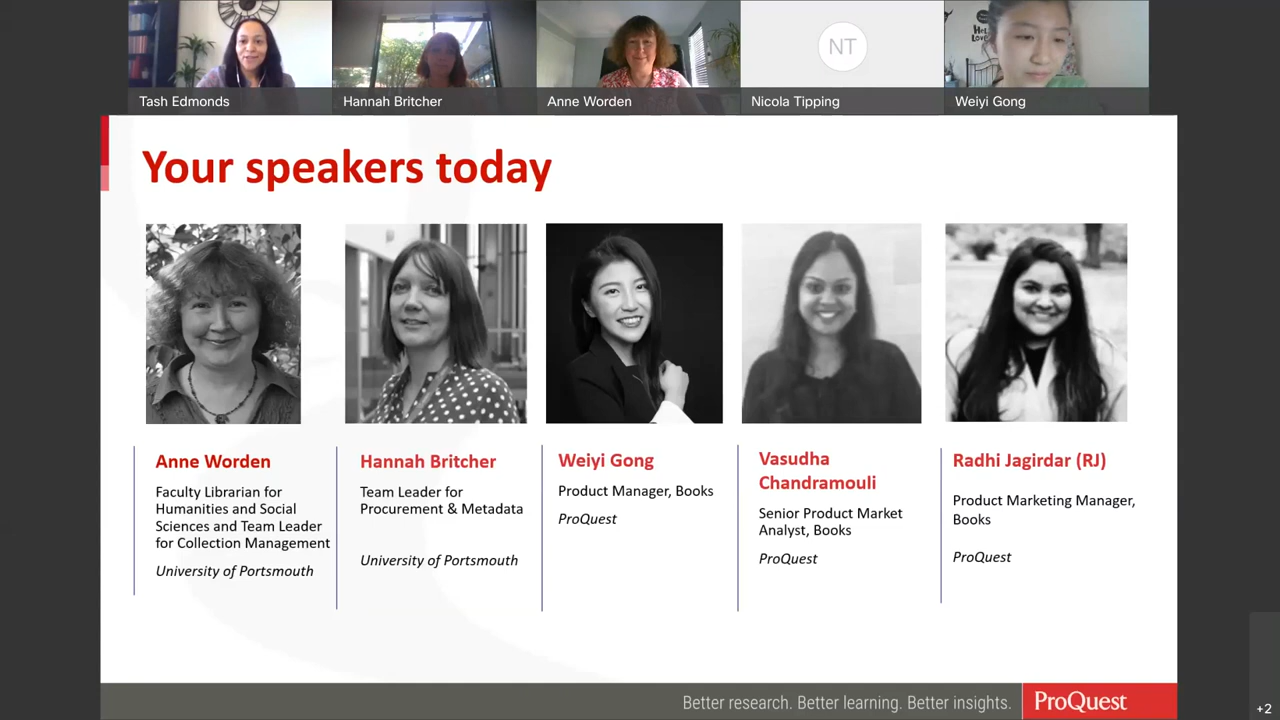 NT
Tash Edmonds
Hannah Britcher
Anne Worden
Nicola Tipping
Weiyi Gong
Your speakers today
Anne Worden
Faculty Librarian for
Humanities and Social
Sciences and Team Leader
for Collection Management
University of Portsmouth
Hannah Britcher
Team Leader for
Procurement & Metadata
University of Portsmouth
Weiyi Gong
Product Manager, Books
ProQuest
Vasudha
Chandramouli
Senior Product Market
Analyst, Books
ProQuest
Radhi Jagirdar (RJ)
Product Marketing Manager,
Books
ProQuest
Better research. Better learning. Better insights.
ProQuest
+2